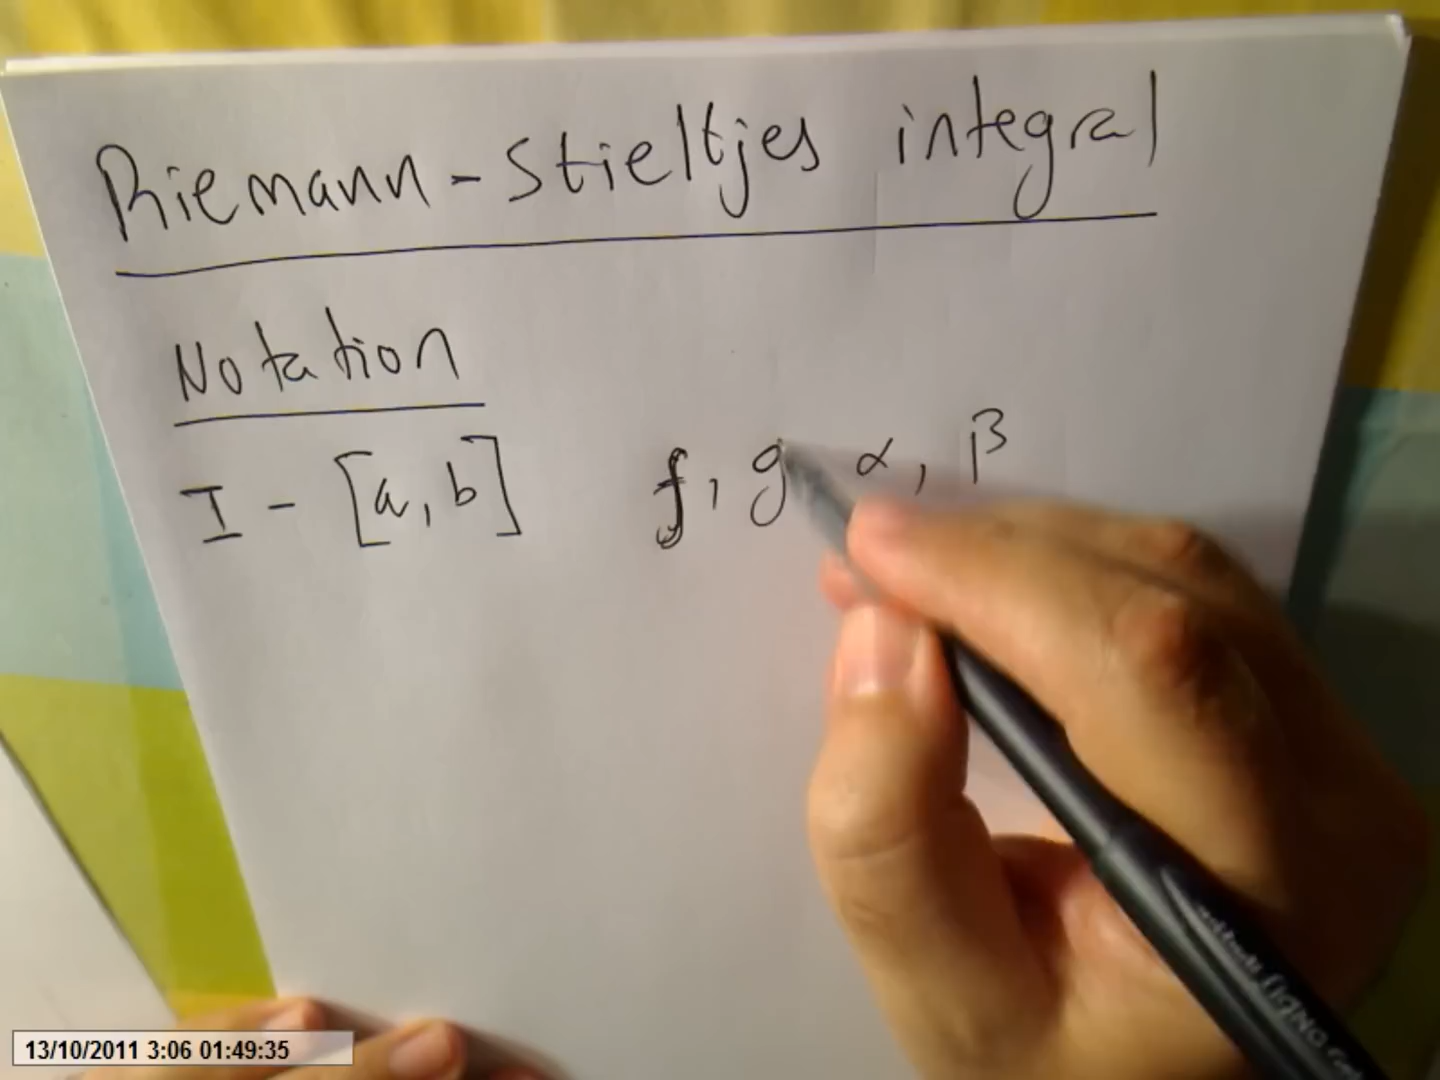 Riemann - Stieltjes integral
Notation
I - [a, b] f, g α, β
13/10/2011 3:06 01:49:35